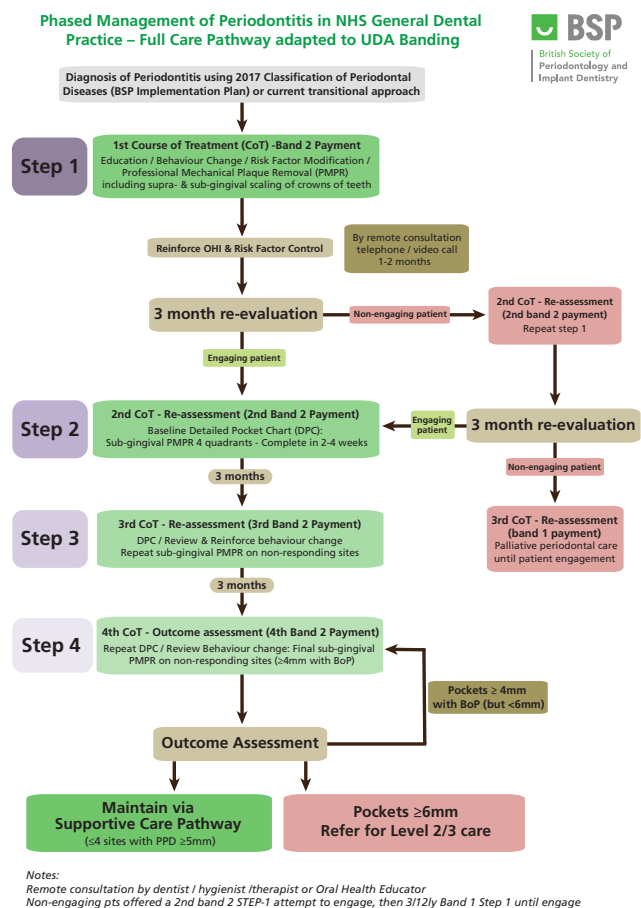 Phased Management of Periodontitis in NHS General Dental
Practice – Full Care Pathway adapted to UDA Banding
BSP
British Society of
Periodontology and
Implant Dentistry
Diagnosis of Periodontitis using 2017 Classification of Periodontal
Diseases (BSP Implementation Plan) or current transitional approach
Step 1
1st Course of Treatment (CoT) -Band 2 Payment
Education / Behaviour Change / Risk Factor Modification /
Professional Mechanical Plaque Removal (PMPR)
including supra- & sub-gingival scaling of crowns of teeth
Reinforce OHI & Risk Factor Control
By remote consultation
telephone / video call
1-2 months
3 month re-evaluation
Non-engaging patient
2nd CoT - Re-assessment
(2nd band 2 payment)
Repeat step 1
Engaging patient
Step 2
2nd CoT - Re-assessment (2nd Band 2 Payment)
Baseline Detailed Pocket Chart (DPC):
Sub-gingival PMPR 4 quadrants - Complete in 2-4 weeks
Engaging
patient
3 month re-evaluation
Non-engaging patient
3 months
Step 3
3rd CoT - Re-assessment (3rd Band 2 Payment)
DPC / Review & Reinforce behaviour change
Repeat sub-gingival PMPR on non-responding sites
3rd CoT - Re-assessment
(band 1 payment)
Palliative periodontal care
until patient engagement
3 months
Step 4
4th CoT - Outcome assessment (4th Band 2 Payment)
Repeat DPC / Review Behaviour change: Final sub-gingival
PMPR on non-responding sites (≥4mm with BoP)
Pockets ≥ 4mm
with BoP (but <6mm)
Outcome Assessment
Maintain via
Supportive Care Pathway
(≤4 sites with PPD ≥5mm)
Pockets ≥6mm
Refer for Level 2/3 care
Notes:
Remote consultation by dentist / hygienist /therapist or Oral Health Educator
Non-engaging pts offered a 2nd band 2 STEP-1 attempt to engage, then 3/12ly Band 1 Step 1 until engage